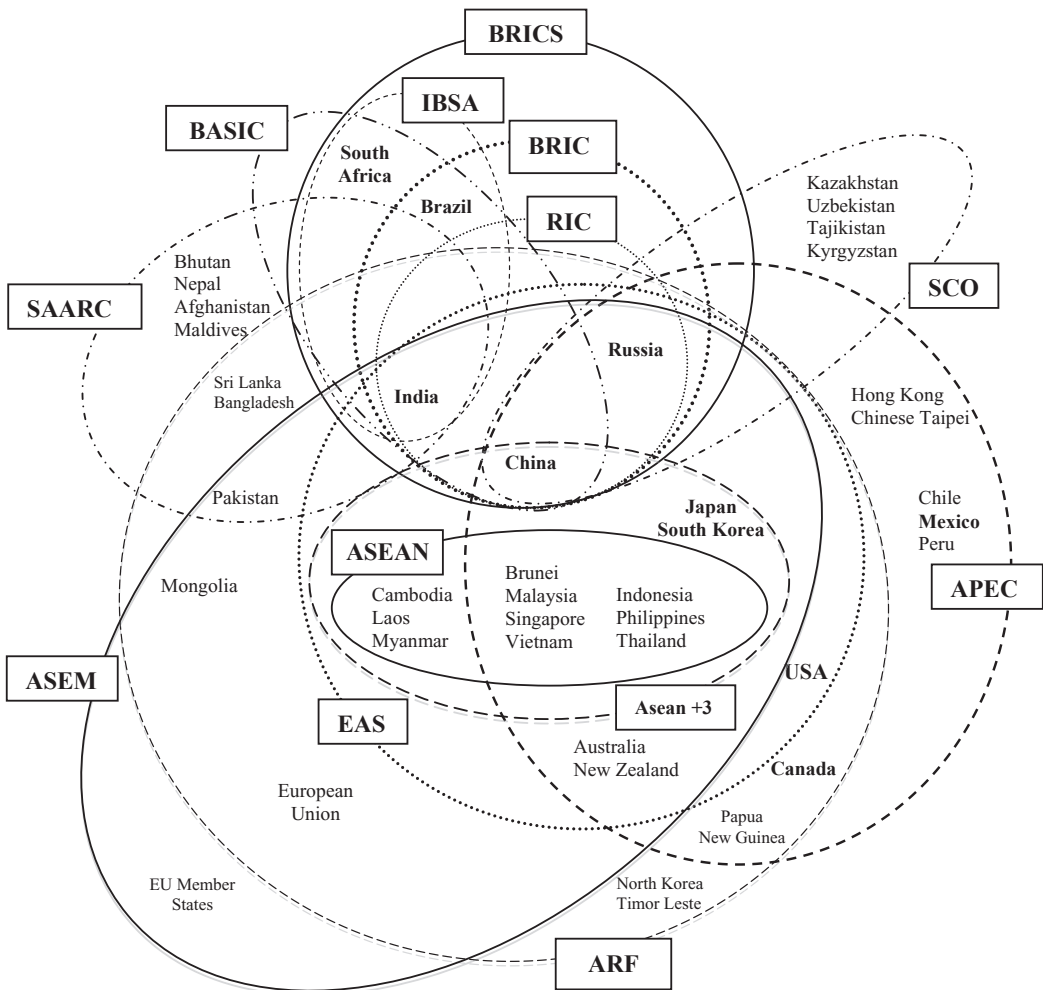 BRICS
IBSA
BASIC
BRIC
South
Africa
Kazakhstan
Uzbekistan
Tajikistan
Kyrgyzstan
Brazil
RIC
Bhutan
Nepal
Afghanistan
Maldives
SAARC
SCO
Russia
Sri Lanka
Bangladesh
India
Hong Kong
Chinese Taipei
China
Pakistan
Japan
South Korea
Chile
Mexico
Peru
ASEAN
Mongolia
Cambodia
Laos
Myanmar
Brunei
Malaysia
Singapore
Vietnam
Indonesia
Philippines
Thailand
APEC
ASEM
USA
EAS
Asean +3
Australia
New Zealand
Canada
European
Union
Papua
New Guinea
EU Member
States
North Korea
Timor Leste
ARF